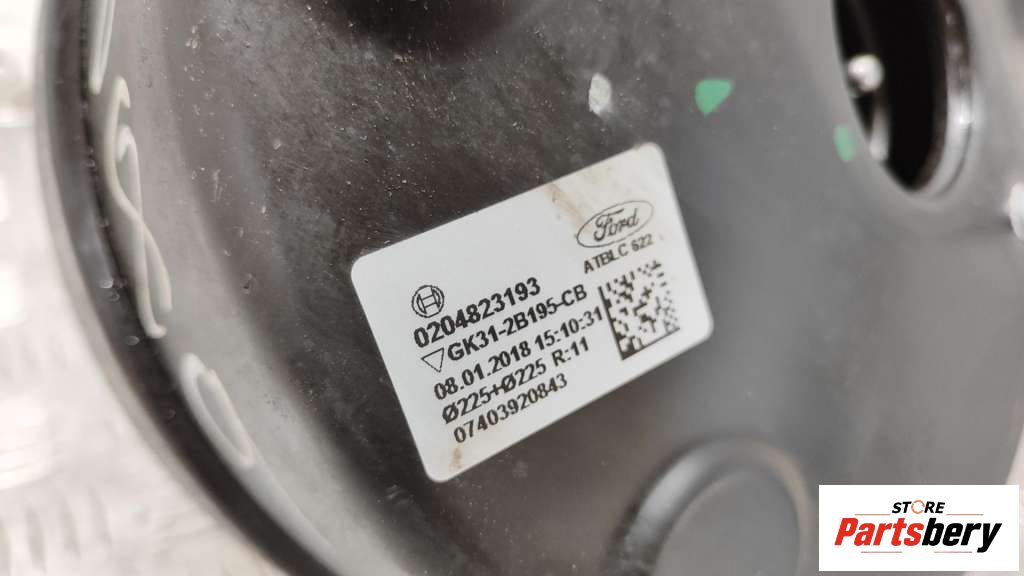 Ford
ATBLC 622
0204823193
GK31-2B195-CB
08.01.2018 15:10:31
Ø225+Ø225 R:11
07403920843
STORE
Partsbery